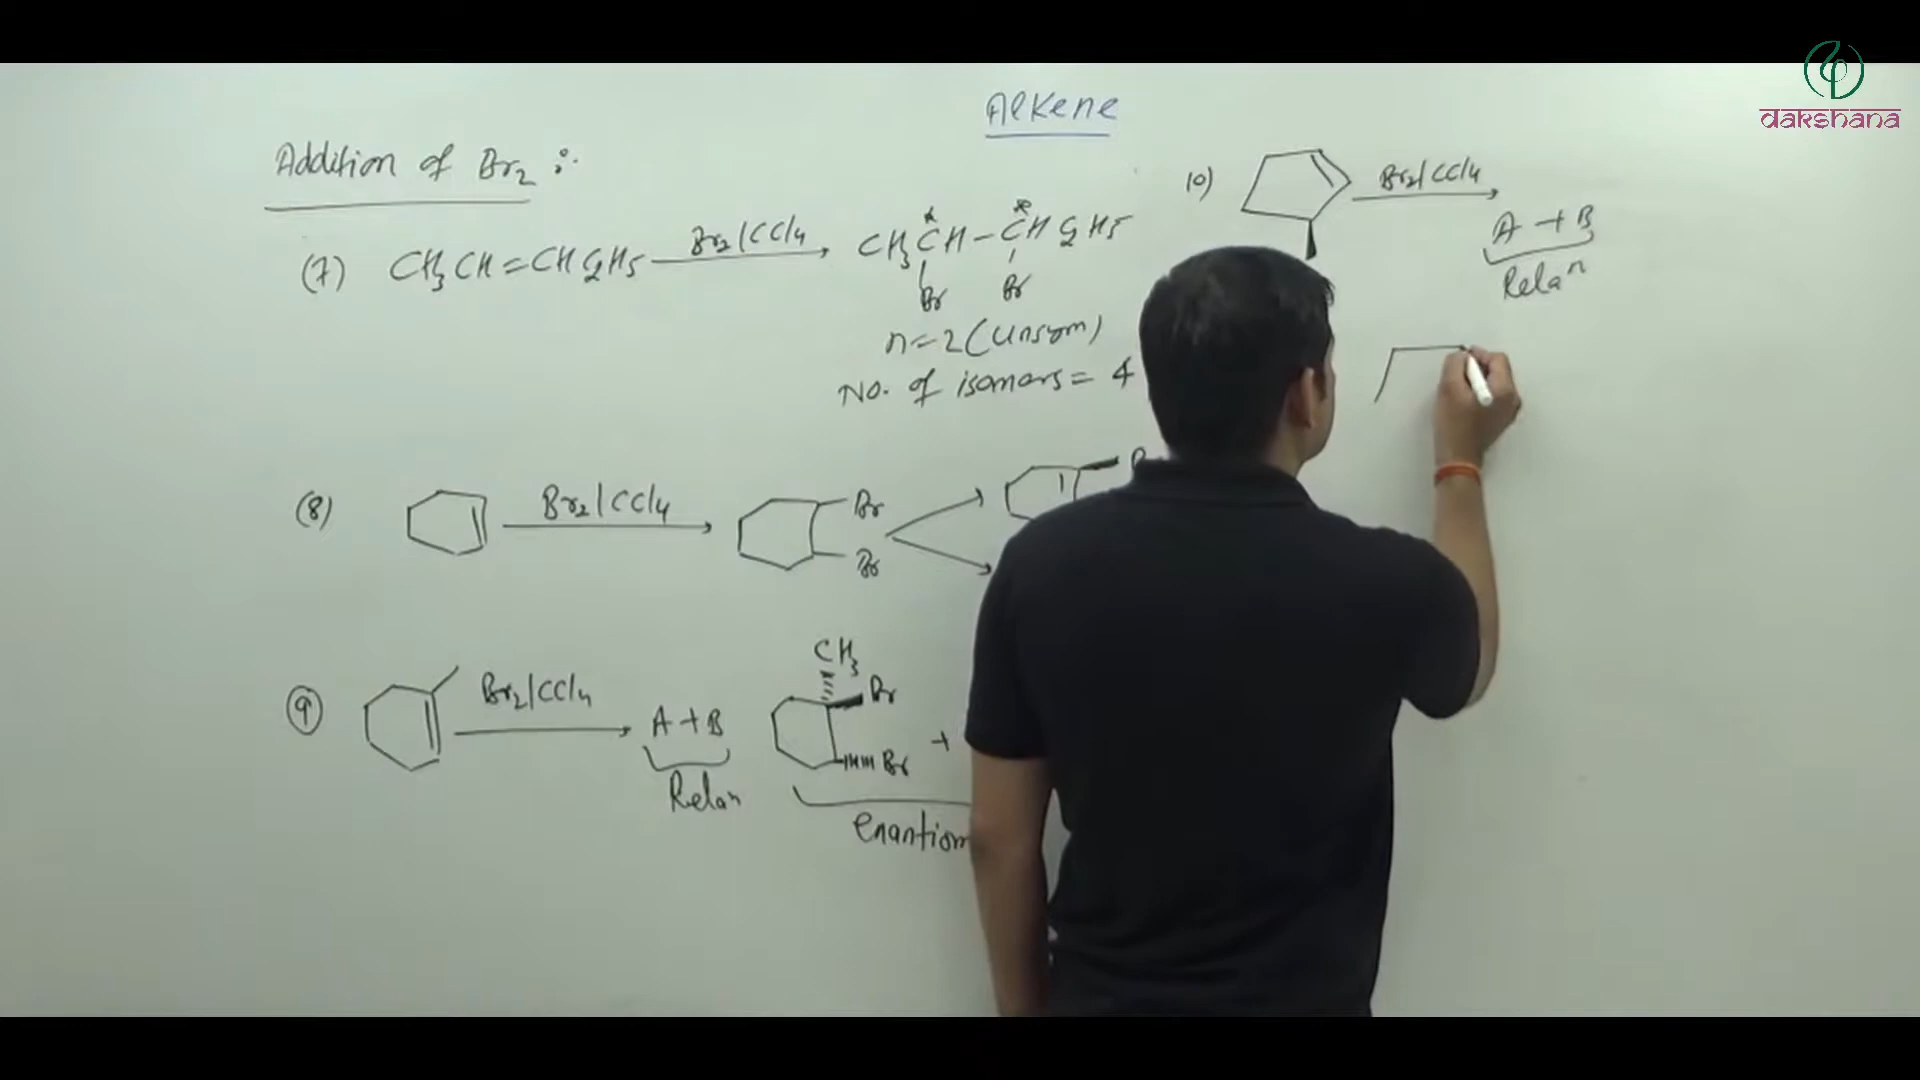 dakshana
Alkene
Addition of Br2 :-
(7) CH3CH=CHC2H5 Br2/CCl4 CH3CH-CHC2H5
* *
Br Br
n=2 (unsym)
No. of isomers = 4
(8) Br2/CCl4 Br
Br
(9) Br2/CCl4 A + B
Relan
CH3
Br
Br +
enantiom
10) Br2/CCl4
A + B
Relan